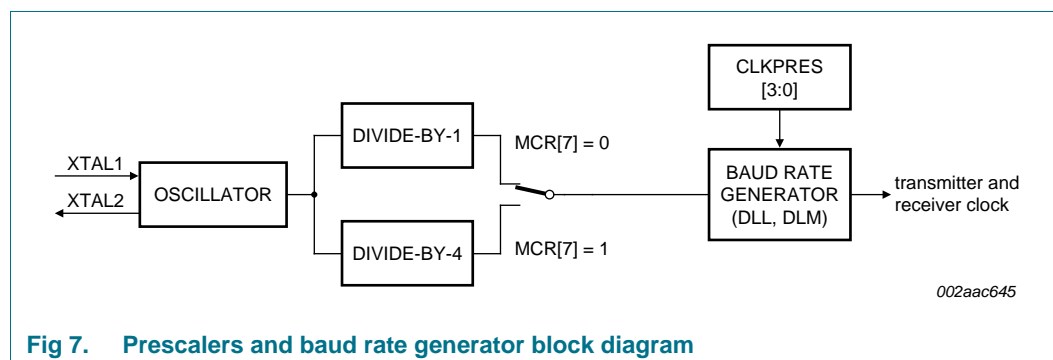 CLKPRES
[3:0]
DIVIDE-BY-1
MCR[7] = 0
XTAL1
XTAL2
OSCILLATOR
BAUD RATE
GENERATOR
(DLL, DLM)
transmitter and
receiver clock
DIVIDE-BY-4
MCR[7] = 1
002aac645
Fig 7. Prescalers and baud rate generator block diagram